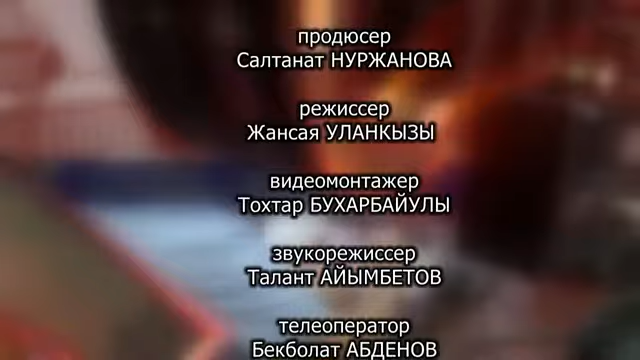 продюсер
Салтанат НУРЖАНОВА
режиссер
Жансая УЛАНКЫЗЫ
видеомонтажер
Тохтар БУХАРБАЙУЛЫ
звукорежиссер
Талант АЙЫМБЕТОВ
телеоператор
Бекболат АБДЕНОВ